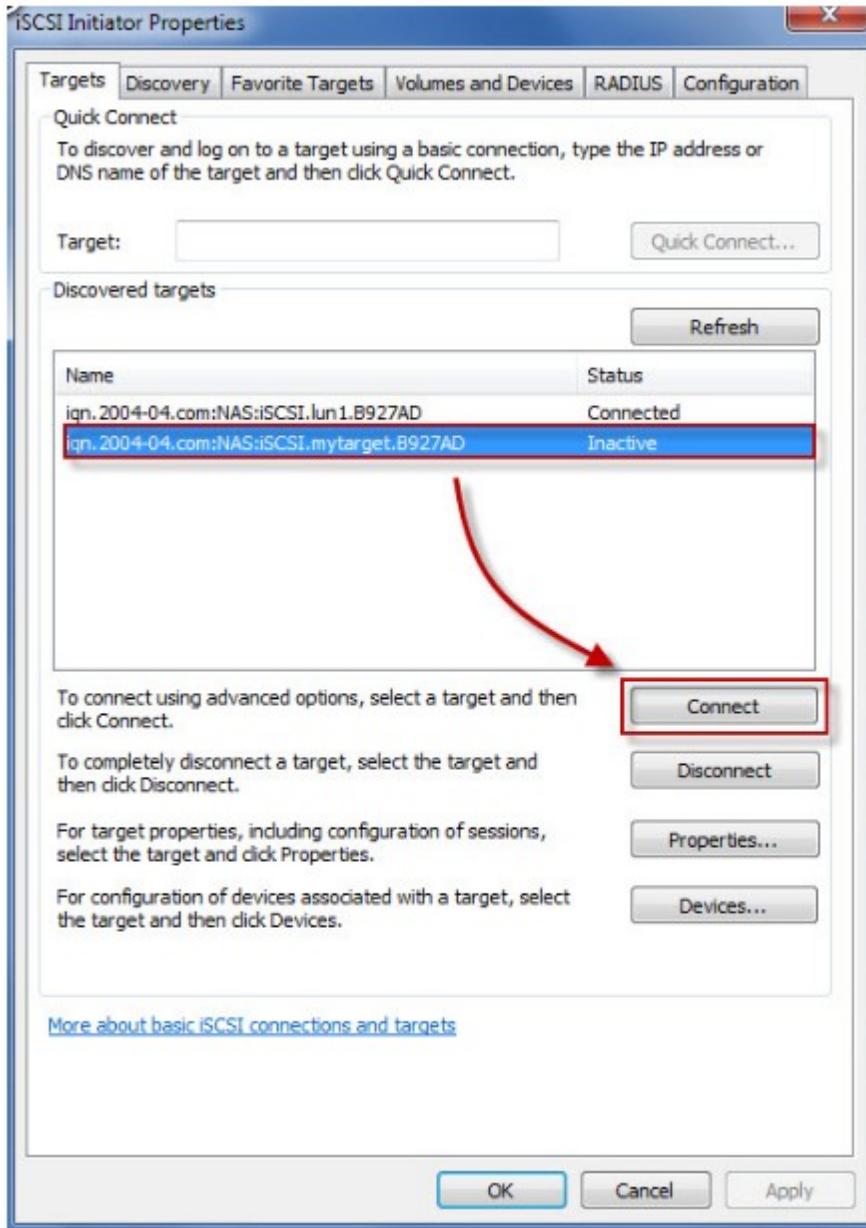 iSCSI Initiator Properties
Targets Discovery Favorite Targets Volumes and Devices RADIUS Configuration
Quick Connect
To discover and log on to a target using a basic connection, type the IP address or
DNS name of the target and then click Quick Connect.
Target:
Quick Connect...
Discovered targets
Refresh
Name Status
iqn.2004-04.com:NAS:iSCSI.lun1.B927AD Connected
iqn.2004-04.com:NAS:iSCSI.mytarget.B927AD Inactive
To connect using advanced options, select a target and then
click Connect.
Connect
To completely disconnect a target, select the target and
then click Disconnect.
Disconnect
For target properties, including configuration of sessions,
select the target and click Properties.
Properties...
For configuration of devices associated with a target, select
the target and then click Devices.
Devices...
More about basic iSCSI connections and targets
OK Cancel Apply